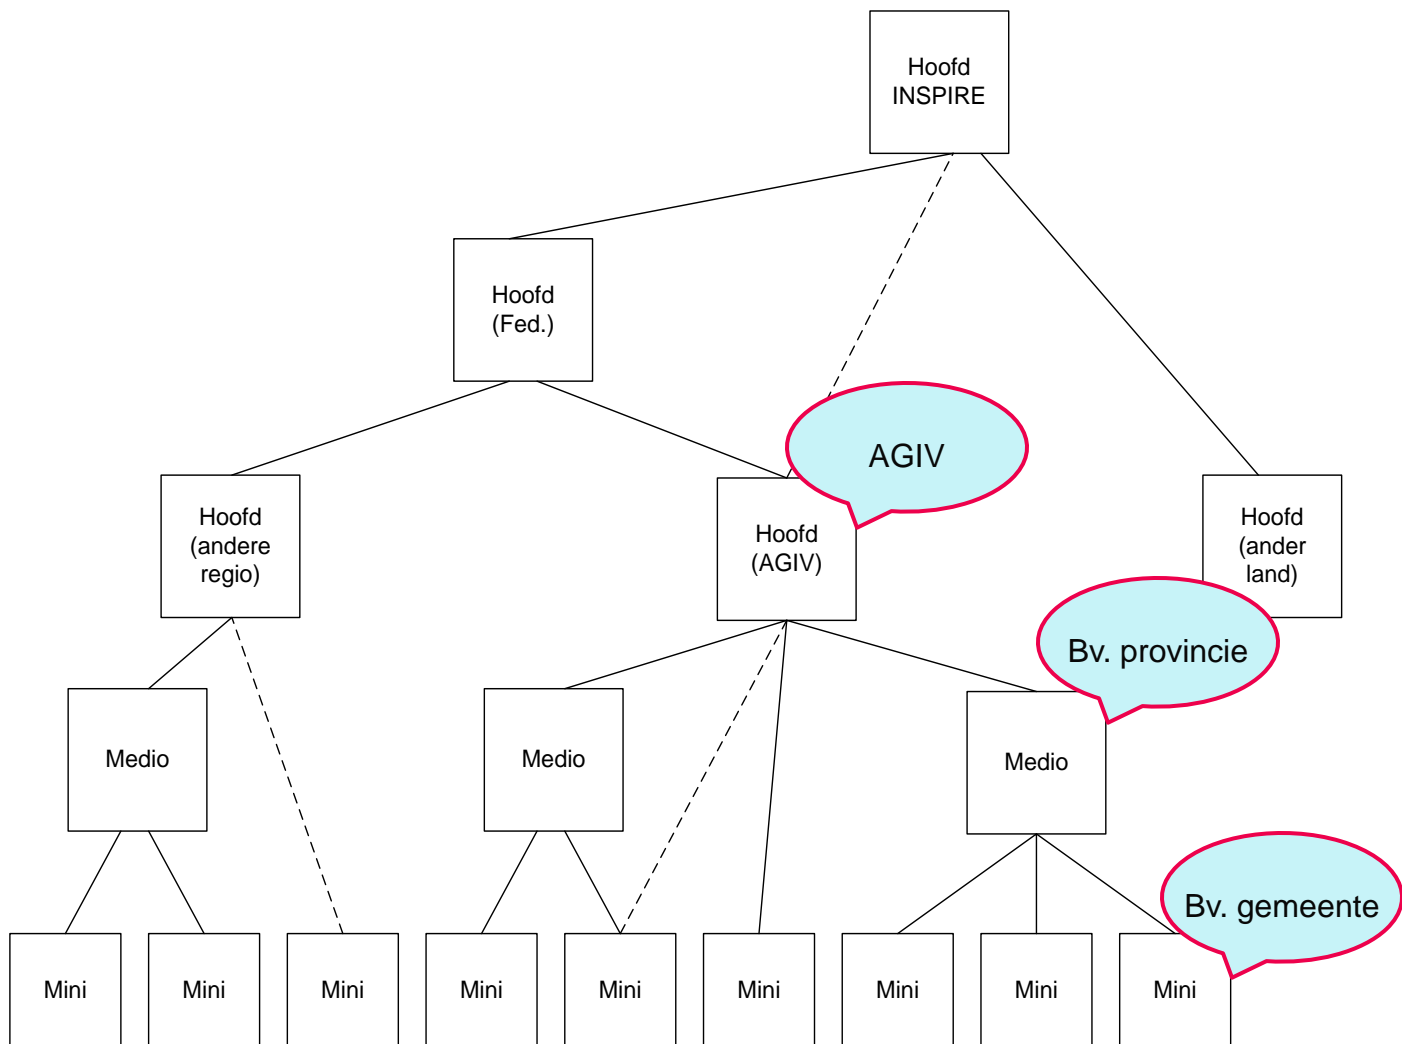 Hoofd
INSPIRE
Hoofd
(Fed.)
AGIV
Hoofd
(andere
regio)
Hoofd
(AGIV)
Hoofd
(ander
land)
Bv. provincie
Medio
Medio
Medio
Bv. gemeente
Mini
Mini
Mini
Mini
Mini
Mini
Mini
Mini
Mini